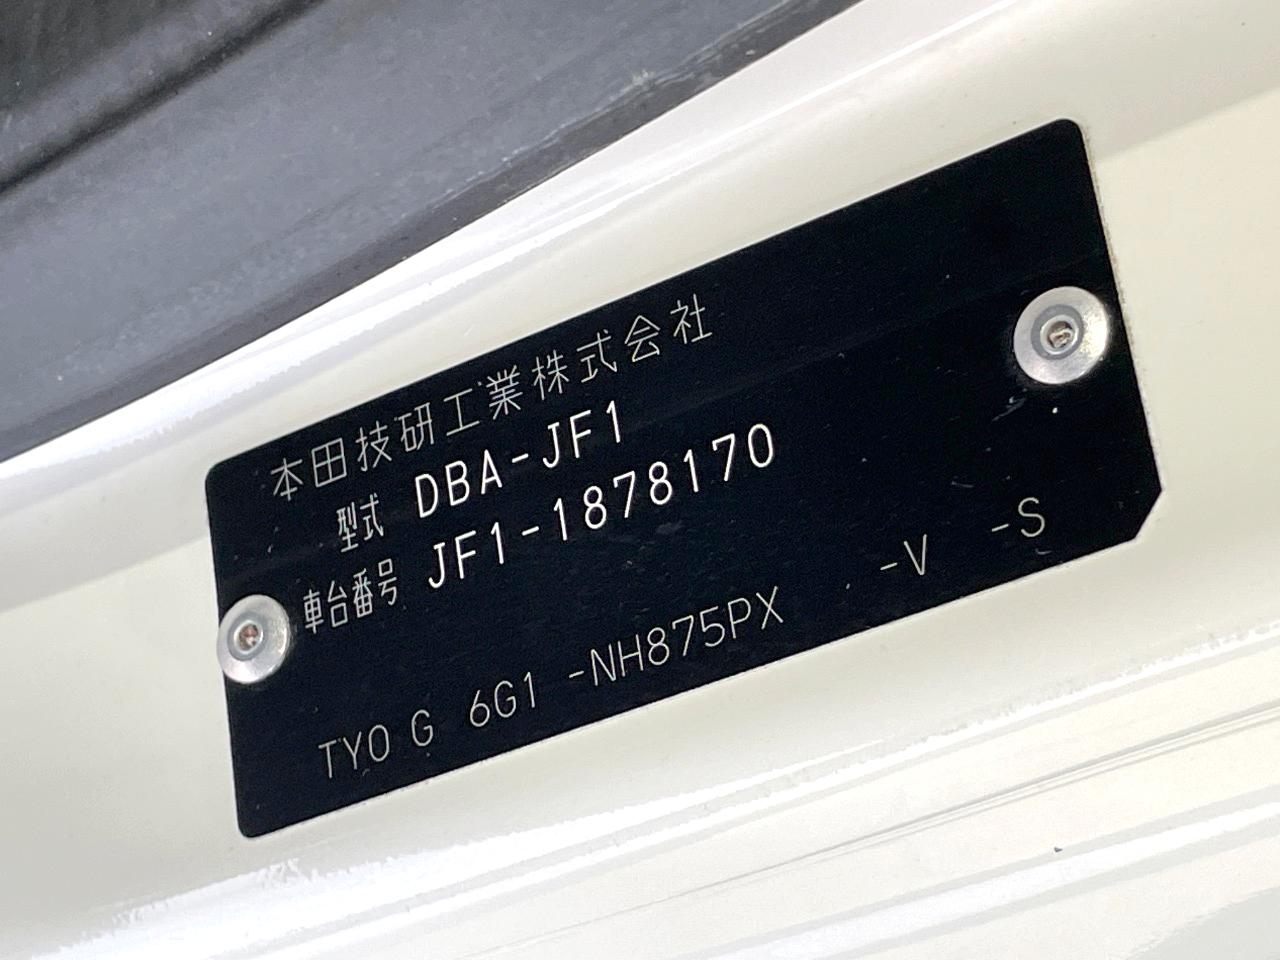 本田技研工業株式会社
型式 DBA-JF1
車台番号 JF1-1878170
TYO G 6G1 -NH875PX -V -S